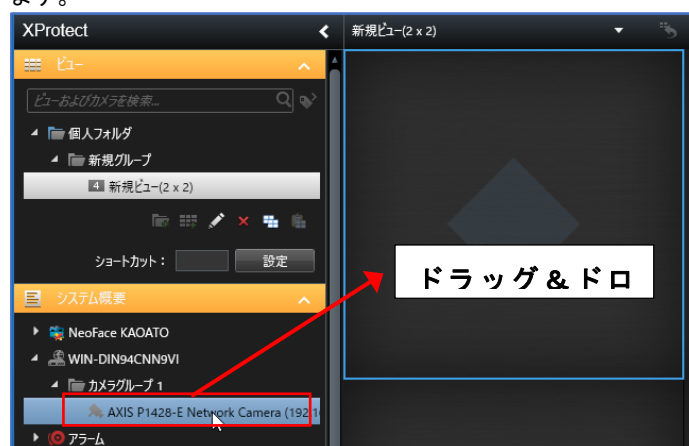 ます。
XProtect
新規ビュー(2 x 2)
ビュー
ビューおよびカメラを検索...
個人フォルダ
新規グループ
4 新規ビュー(2 x 2)
ショートカット： 設定
ドラッグ&ドロ
システム概要
NeoFace KAOATO
WIN-DIN94CNN9VI
カメラグループ 1
AXIS P1428-E Network Camera (192.1
アラーム